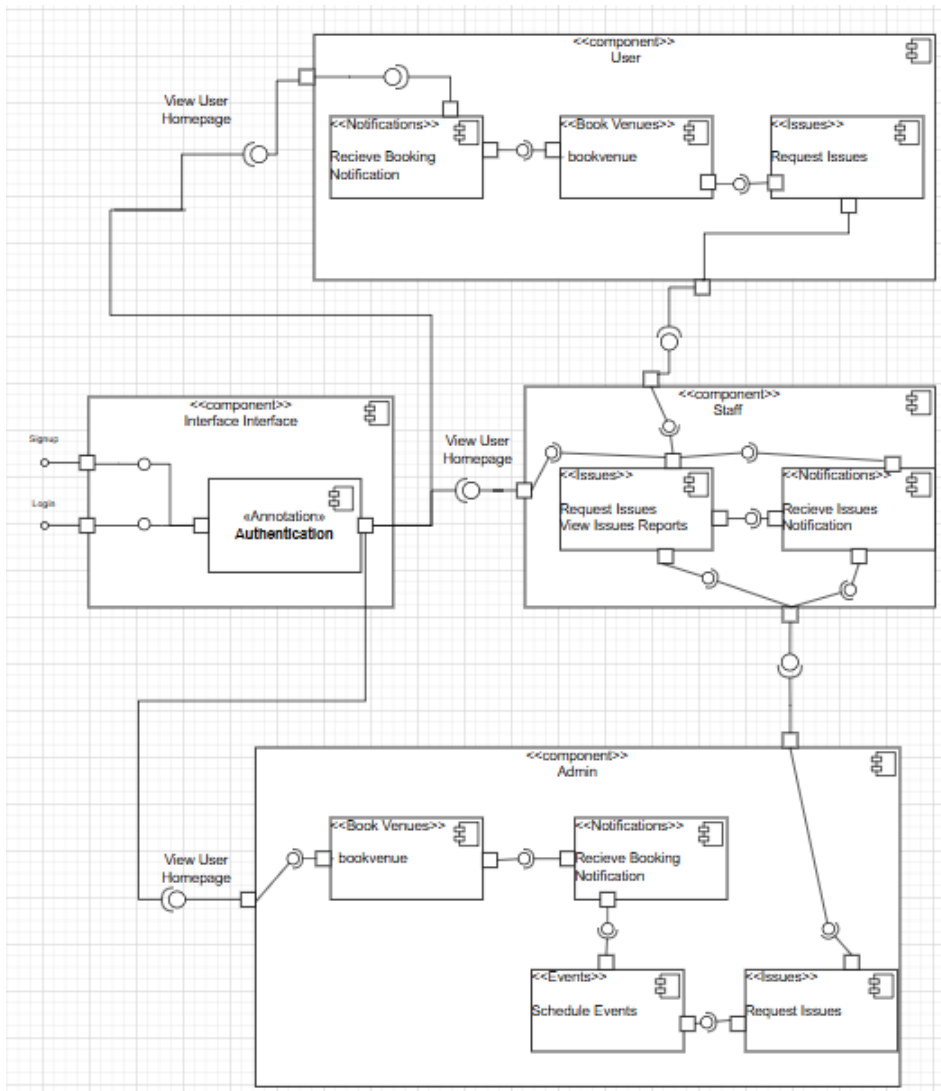 <<component>>
User
View User
Homepage
<<Notifications>>
Recieve Booking
Notification
<<Book Venues>>
bookvenue
<<Issues>>
Request Issues
<<component>>
Interface Interface
Signup
Login
«Annotation»
Authentication
View User
Homepage
<<component>>
Staff
<<Issues>>
Request Issues
View Issues Reports
<<Notifications>>
Recieve Issues
Notification
<<component>>
Admin
View User
Homepage
<<Book Venues>>
bookvenue
<<Notifications>>
Recieve Booking
Notification
<<Events>>
Schedule Events
<<Issues>>
Request Issues